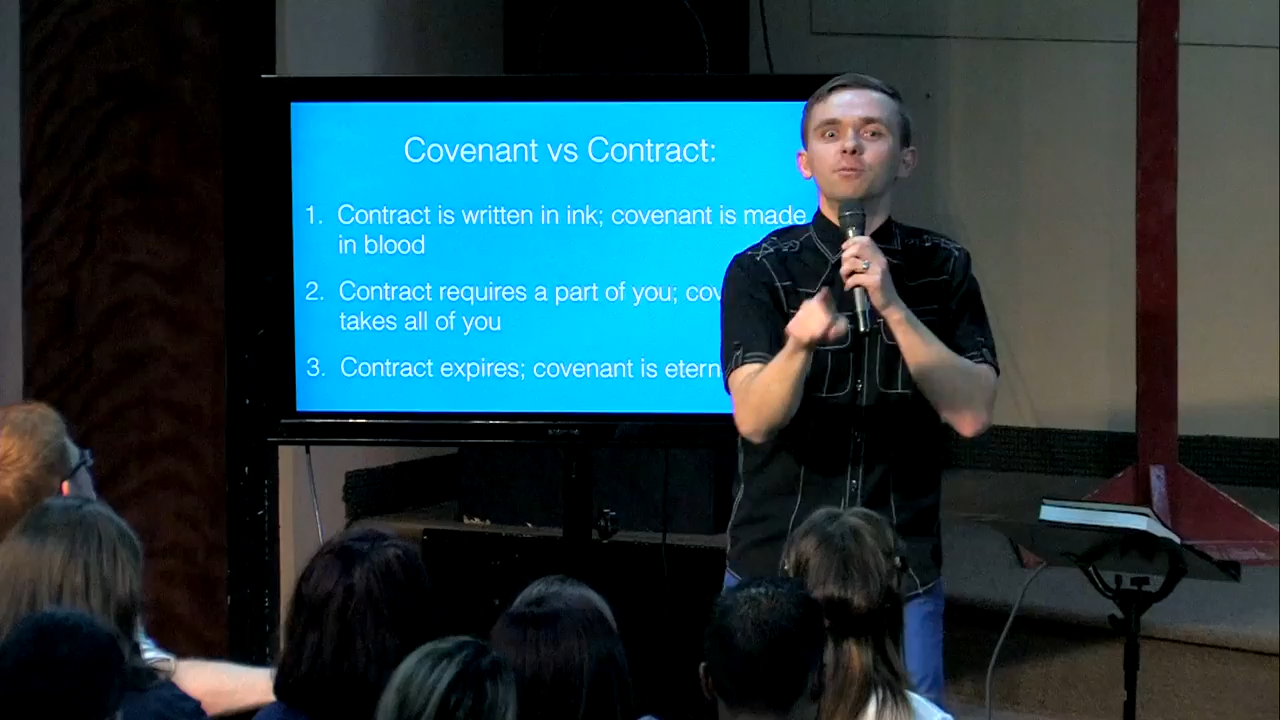 Covenant vs Contract:
1. Contract is written in ink; covenant is made
in blood
2. Contract requires a part of you;
takes all of you
3. Contract expires; covenant is